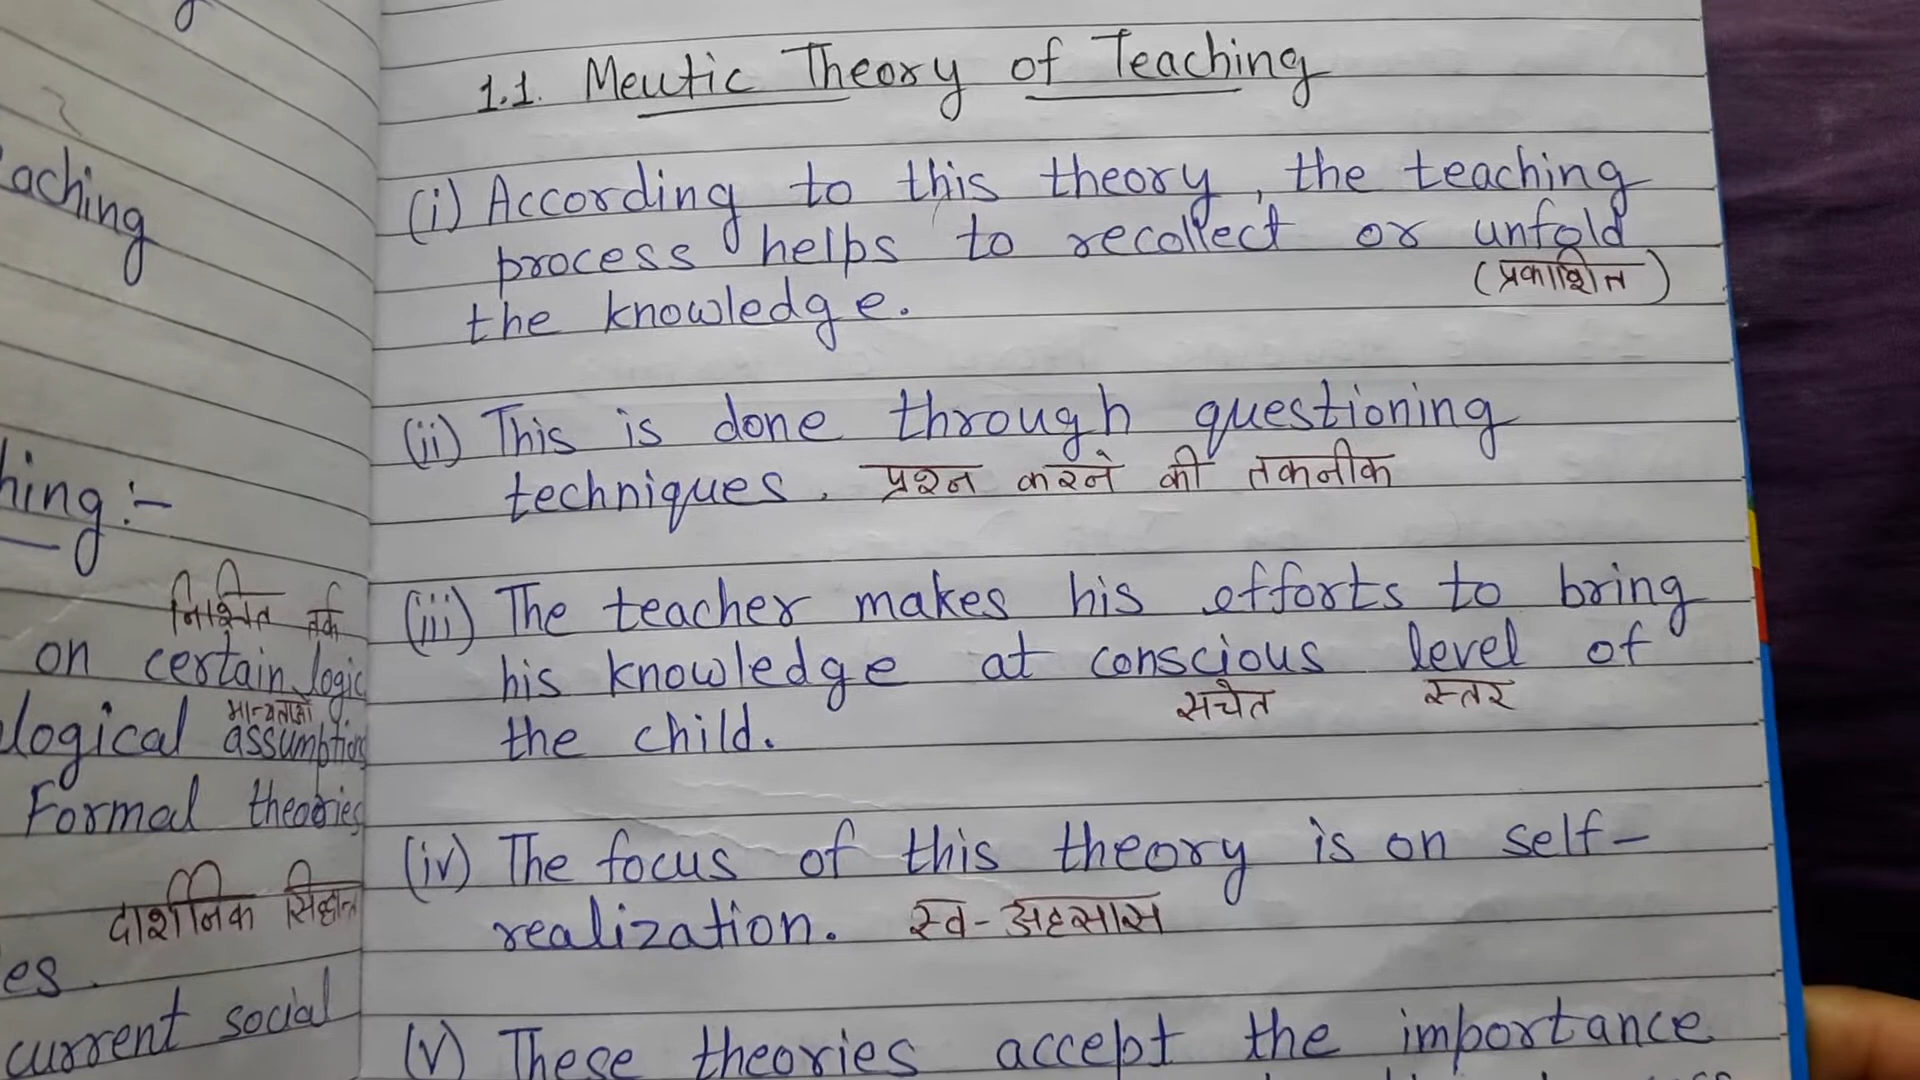 aching
hing:-
निश्चित तर्क
on certain logic
मान्यताओं
logical assumptions
Formal theories
दार्शनिक सिद्धान्त
es.
current social
1.1. Meutic Theory of Teaching
(i) According to this theory, the teaching
process helps to recollect or unfold
(प्रकाशित)
the knowledge.
(ii) This is done through questioning
techniques. प्रश्न करने की तकनीक
(iii) The teacher makes his efforts to bring
his knowledge at conscious level of
सचेत स्तर
the child.
(iv) The focus of this theory is on self-
realization. स्व-अहसास
(v) These theories accept the importance